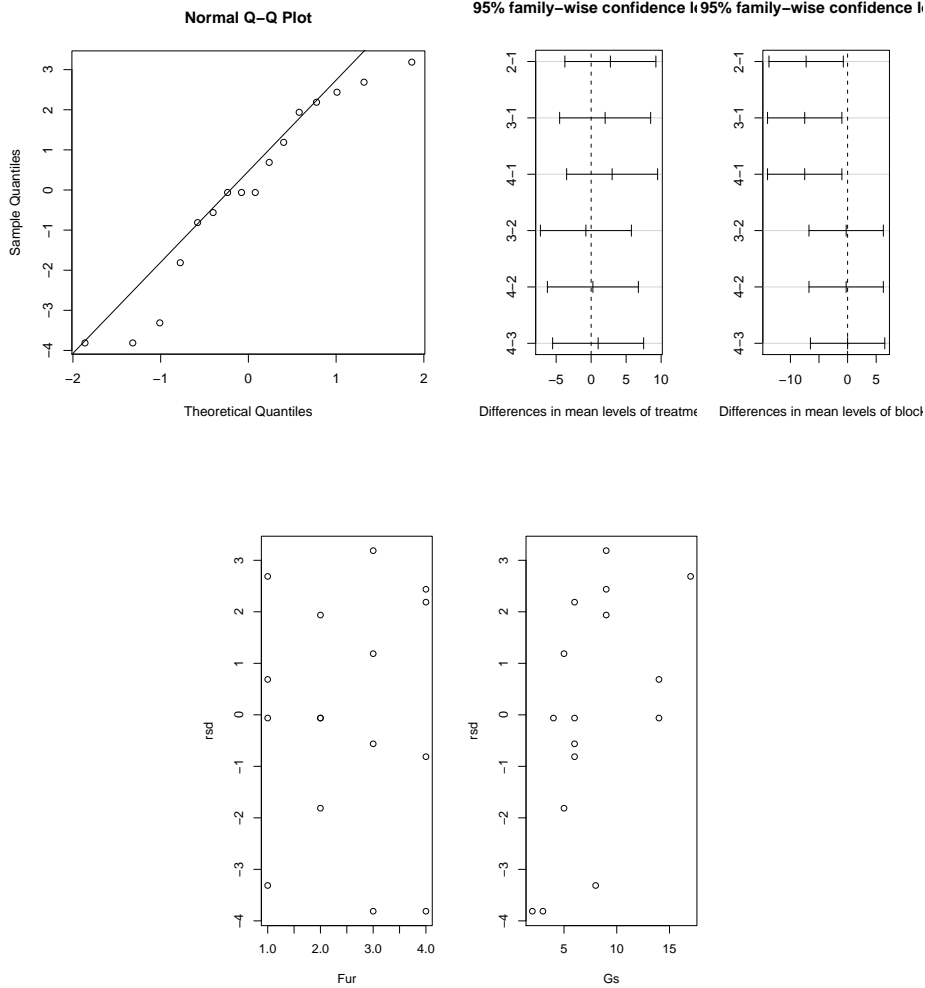 Normal Q−Q Plot
Sample Quantiles
3
2
1
0
−1
−2
−3
−4
−2 −1 0 1 2
Theoretical Quantiles
95% family−wise confidence
2−1
3−1
4−1
3−2
4−2
4−3
−5 0 5 10
Differences in mean levels of
95% family−wise confidence
2−1
3−1
4−1
3−2
4−2
4−3
−10 0 5
Differences in mean levels of block
rsd
3
2
1
0
−1
−2
−3
−4
1.0 2.0 3.0 4.0
Fur
rsd
3
2
1
0
−1
−2
−3
−4
5 10 15
Gs